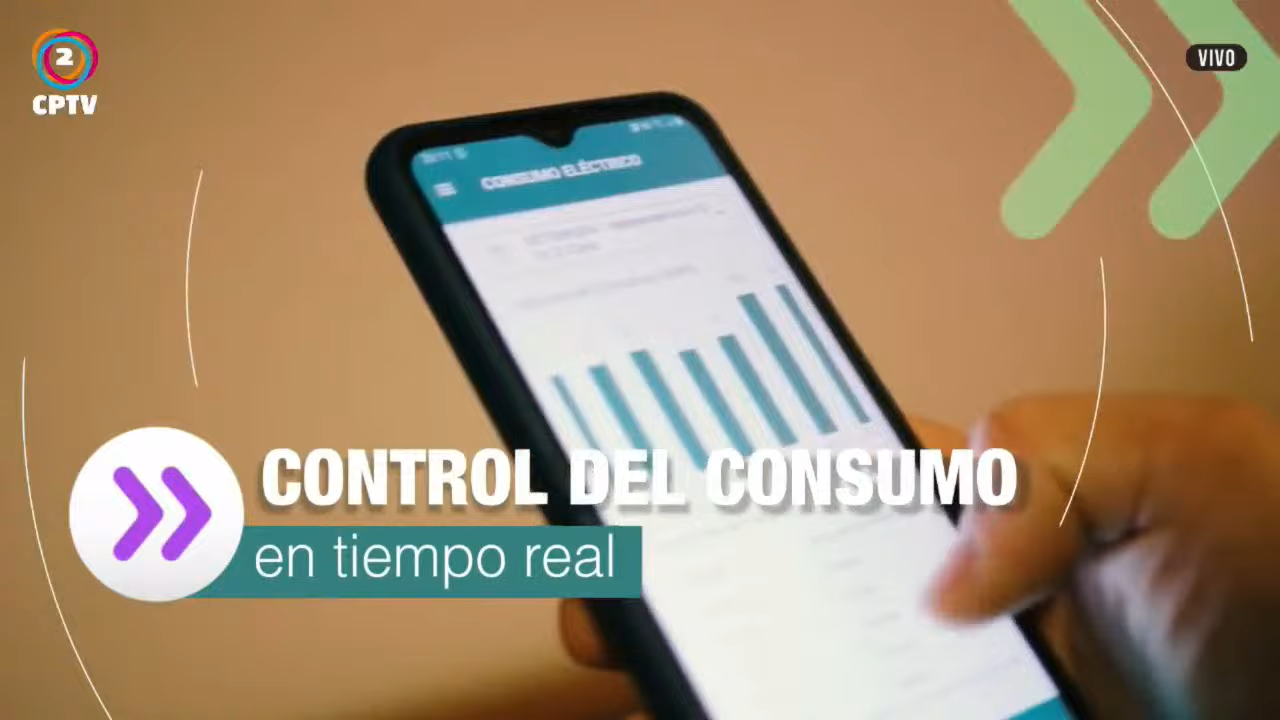 2
CPTV
VIVO
CONSUMO ELÉCTRICO
CONTROL DEL CONSUMO
en tiempo real